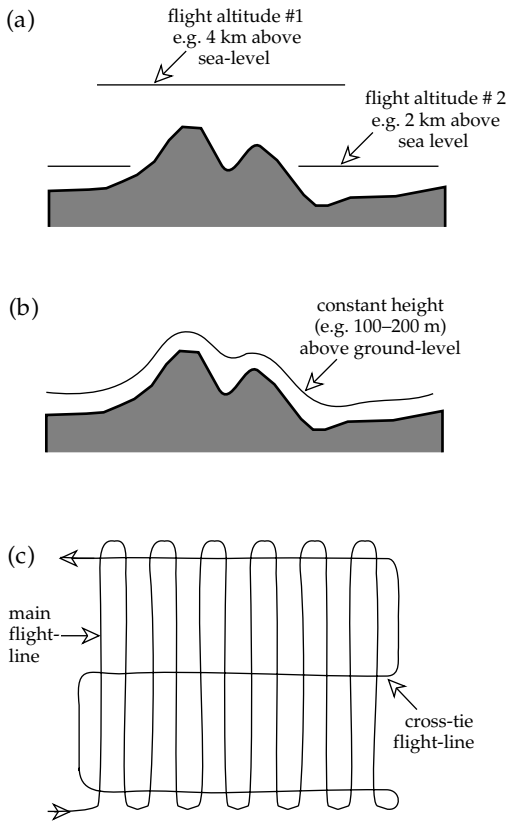 (a)
flight altitude #1
e.g. 4 km above
sea-level
flight altitude # 2
e.g. 2 km above
sea level
(b)
constant height
(e.g. 100–200 m)
above ground-level
(c)
main
flight-
line
cross-tie
flight-line